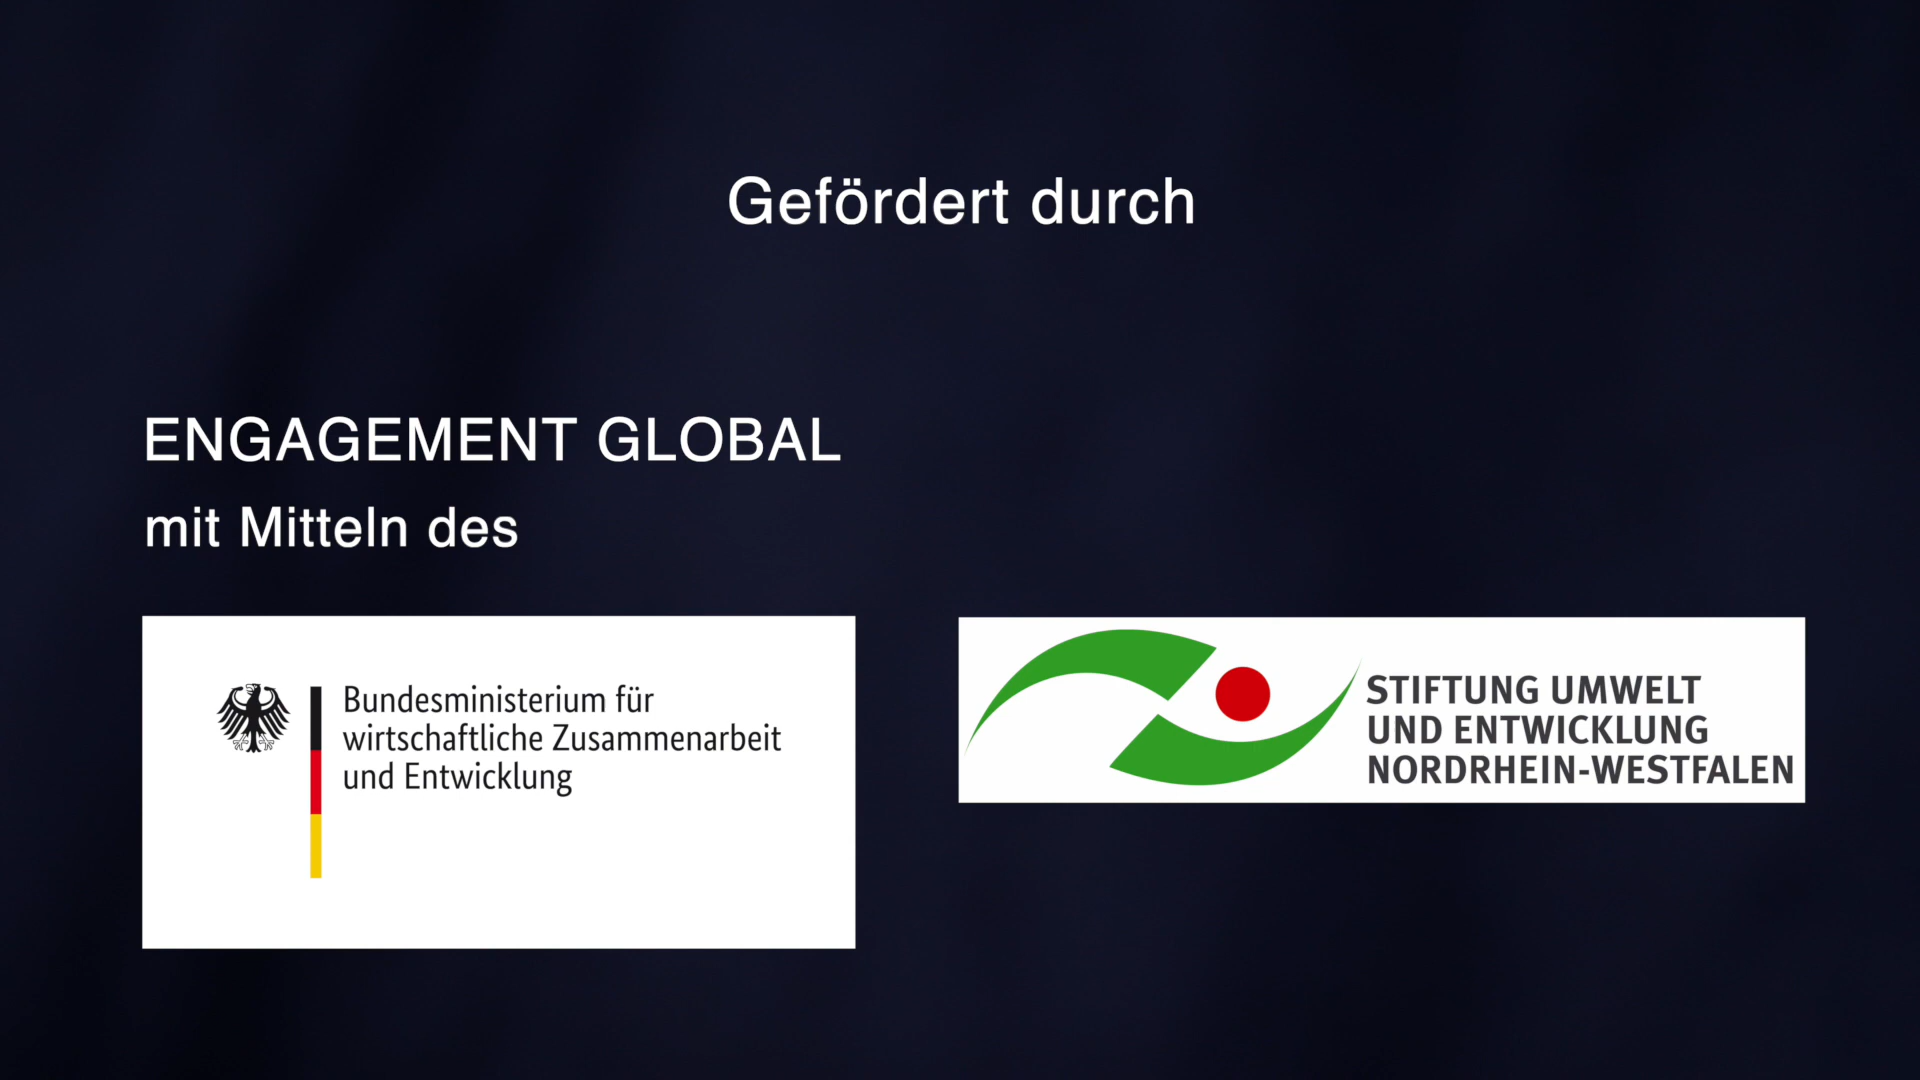 Gefördert durch
ENGAGEMENT GLOBAL
mit Mitteln des
Bundesministerium für
wirtschaftliche Zusammenarbeit
und Entwicklung
STIFTUNG UMWELT
UND ENTWICKLUNG
NORDRHEIN-WESTFALEN